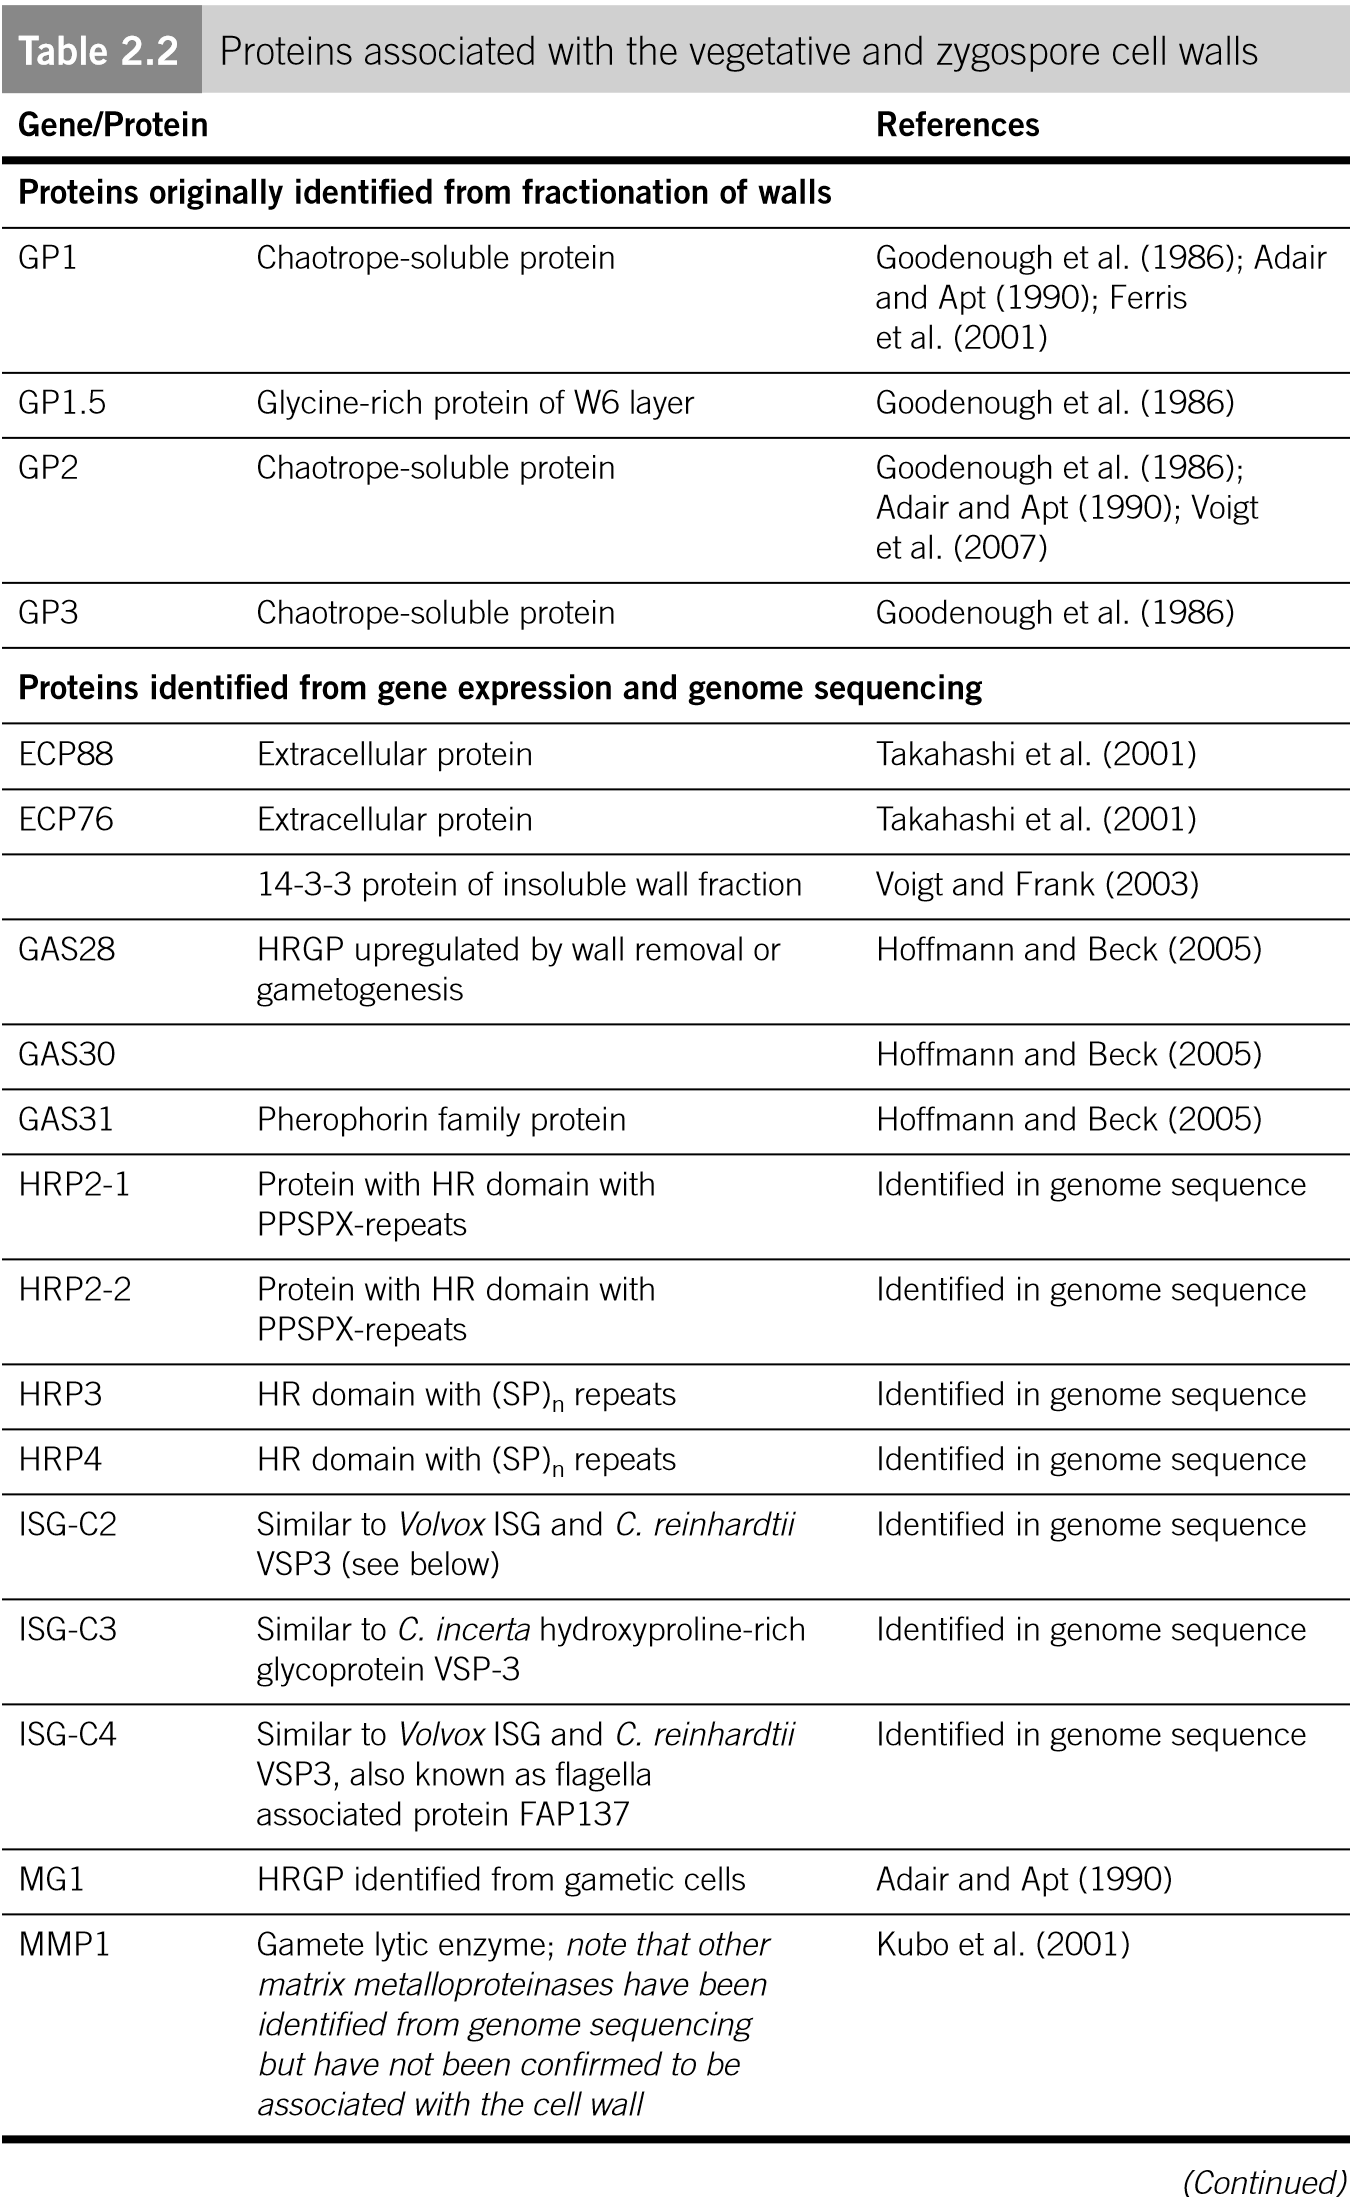 Table 2.2 Proteins associated with the vegetative and zygospore cell walls
Gene/Protein References
Proteins originally identified from fractionation of walls
GP1 Chaotrope-soluble protein Goodenough et al. (1986); Adair
and Apt (1990); Ferris
et al. (2001)
GP1.5 Glycine-rich protein of W6 layer Goodenough et al. (1986)
GP2 Chaotrope-soluble protein Goodenough et al. (1986);
Adair and Apt (1990); Voigt
et al. (2007)
GP3 Chaotrope-soluble protein Goodenough et al. (1986)
Proteins identified from gene expression and genome sequencing
ECP88 Extracellular protein Takahashi et al. (2001)
ECP76 Extracellular protein Takahashi et al. (2001)
14-3-3 protein of insoluble wall fraction Voigt and Frank (2003)
GAS28 HRGP upregulated by wall removal or Hoffmann and Beck (2005)
gametogenesis
GAS30 Hoffmann and Beck (2005)
GAS31 Pherophorin family protein Hoffmann and Beck (2005)
HRP2-1 Protein with HR domain with Identified in genome sequence
PPSPX-repeats
HRP2-2 Protein with HR domain with Identified in genome sequence
PPSPX-repeats
HRP3 HR domain with (SP)n repeats Identified in genome sequence
HRP4 HR domain with (SP)n repeats Identified in genome sequence
ISG-C2 Similar to Volvox ISG and C. reinhardtii Identified in genome sequence
VSP3 (see below)
ISG-C3 Similar to C. incerta hydroxyproline-rich Identified in genome sequence
glycoprotein VSP-3
ISG-C4 Similar to Volvox ISG and C. reinhardtii Identified in genome sequence
VSP3, also known as flagella
associated protein FAP137
MG1 HRGP identified from gametic cells Adair and Apt (1990)
MMP1 Gamete lytic enzyme; note that other Kubo et al. (2001)
matrix metalloproteinases have been
identified from genome sequencing
but have not been confirmed to be
associated with the cell wall
(Continued)